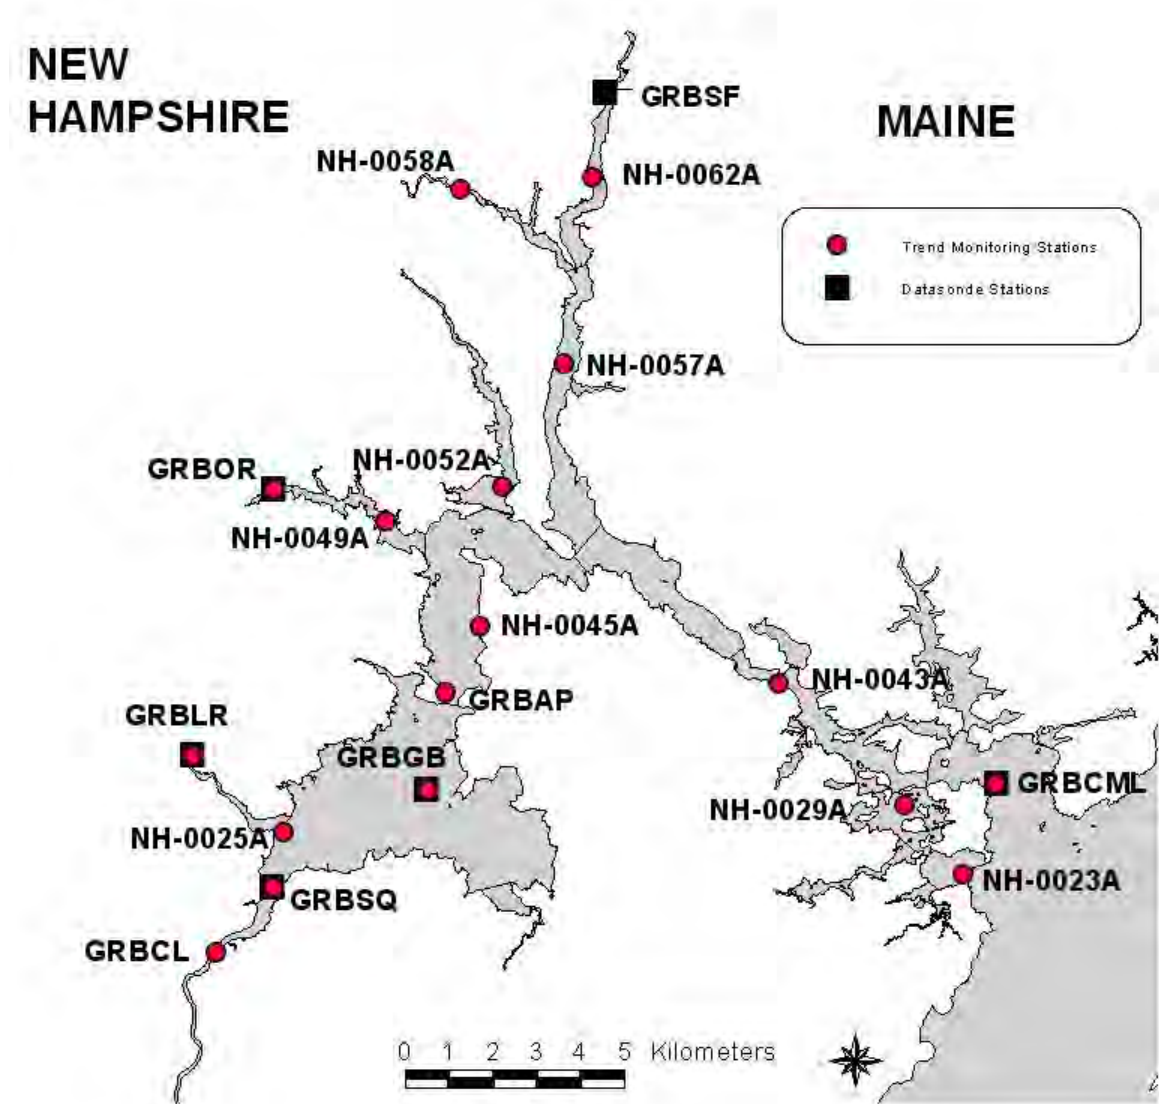 NEW
HAMPSHIRE
GRBSF
MAINE
NH-0058A
NH-0062A
Trend Monitoring Stations
Datasonde Stations
NH-0057A
NH-0052A
GRBOR
NH-0049A
NH-0045A
NH-0043A
GRBAP
GRBLR
GRBGB
GRBCML
NH-0029A
NH-0025A
NH-0023A
GRBSQ
GRBCL
0 1 2 3 4 5 Kilometers